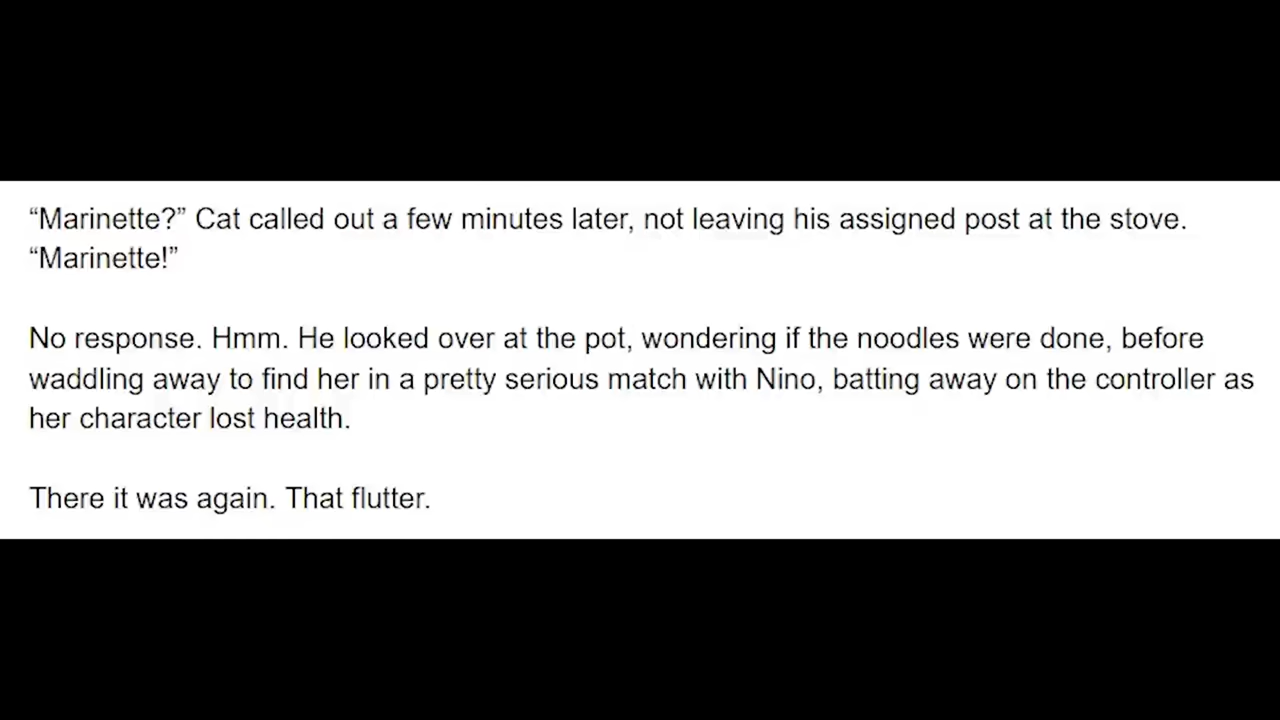 “Marinette?” Cat called out a few minutes later, not leaving his assigned post at the stove.
“Marinette!”
No response. Hmm. He looked over at the pot, wondering if the noodles were done, before
waddling away to find her in a pretty serious match with Nino, batting away on the controller as
her character lost health.
There it was again. That flutter.